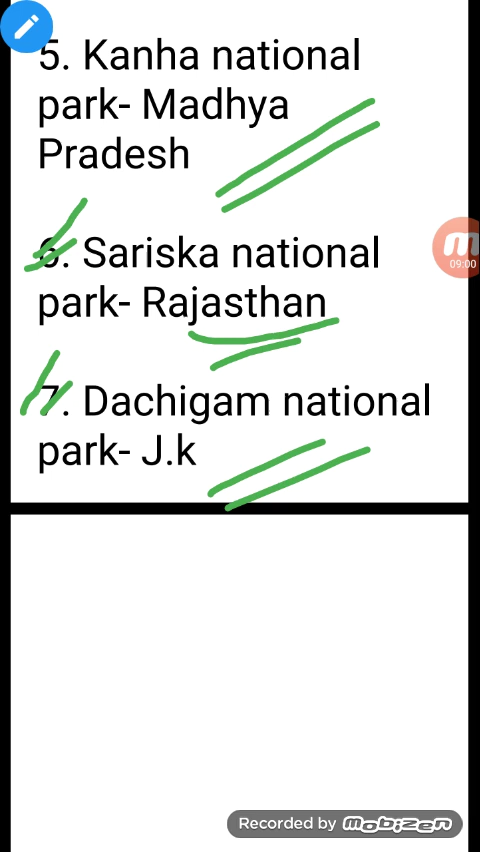 5. Kanha national
park- Madhya
Pradesh
6. Sariska national
park- Rajasthan
09:00
7. Dachigam national
park- J.k
Recorded by mobizen